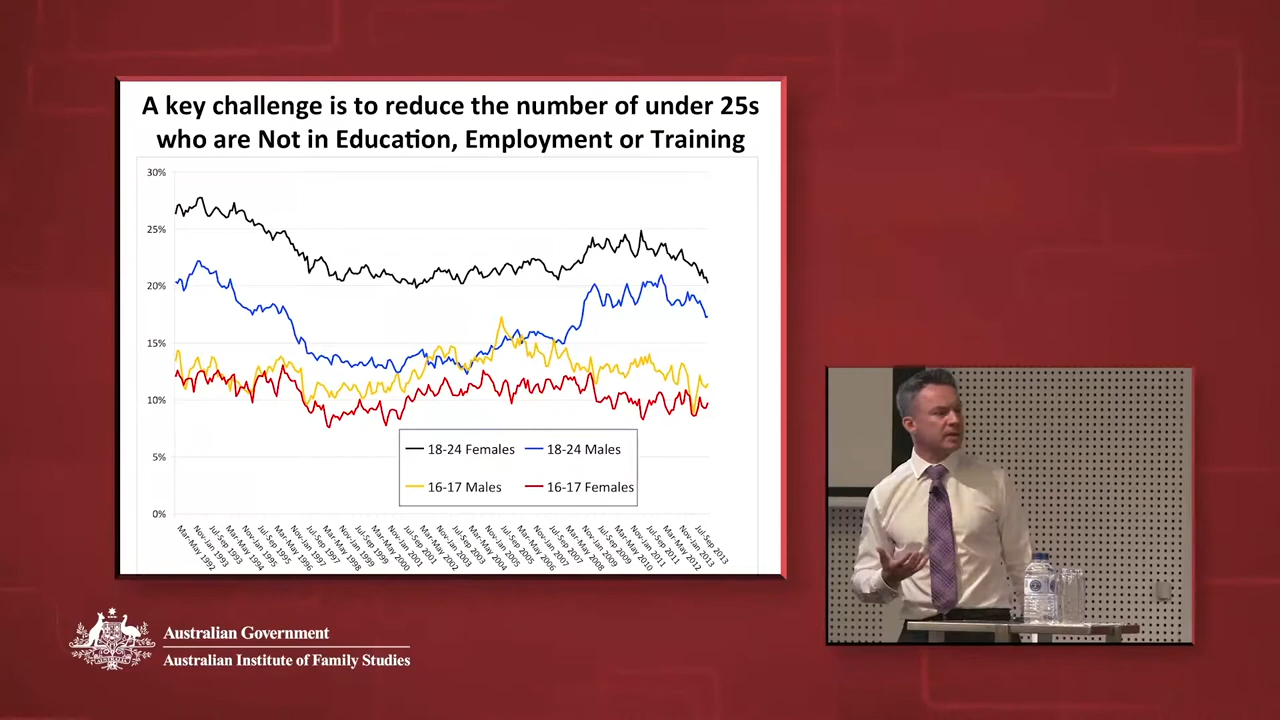 A key challenge is to reduce the number of under 25s
who are Not in Education, Employment or Training
30%
25%
20%
15%
10%
5%
0%
18-24 Females
18-24 Males
16-17 Males
16-17 Females
Mar-May 1992
Nov-Jan 1993
Jul-Sep 1993
Mar-May 1994
Nov-Jan 1995
Jul-Sep 1995
Mar-May 1996
Nov-Jan 1997
Jul-Sep 1997
Mar-May 1998
Nov-Jan 1999
Jul-Sep 1999
Mar-May 2000
Nov-Jan 2001
Jul-Sep 2001
Mar-May 2002
Nov-Jan 2003
Jul-Sep 2003
Mar-May 2004
Nov-Jan 2005
Jul-Sep 2005
Mar-May 2006
Nov-Jan 2007
Jul-Sep 2007
Mar-May 2008
Nov-Jan 2009
Jul-Sep 2009
Mar-May 2010
Nov-Jan 2011
Jul-Sep 2011
Mar-May 2012
Nov-Jan 2013
Jul-Sep 2013
Australian Government
Australian Institute of Family Studies